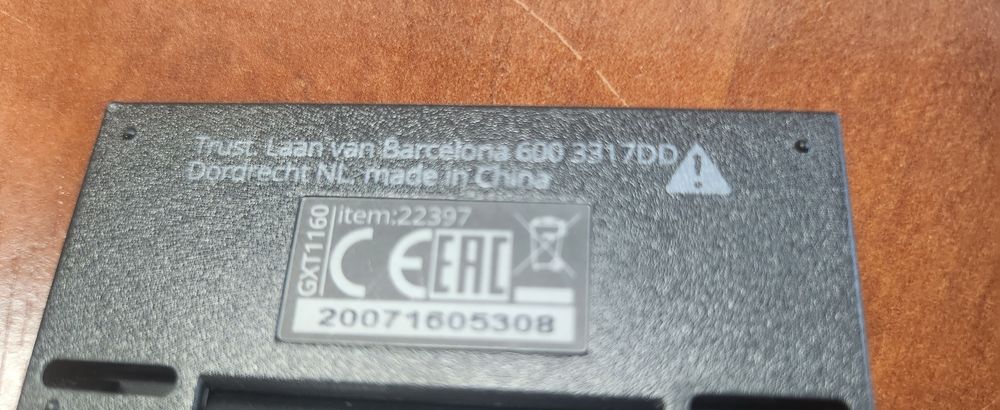 Trust. Laan van Barcelona 600 3317DD
Dordrecht NL. made in China
GXT1160
item:22397
CE EAC
20071605308